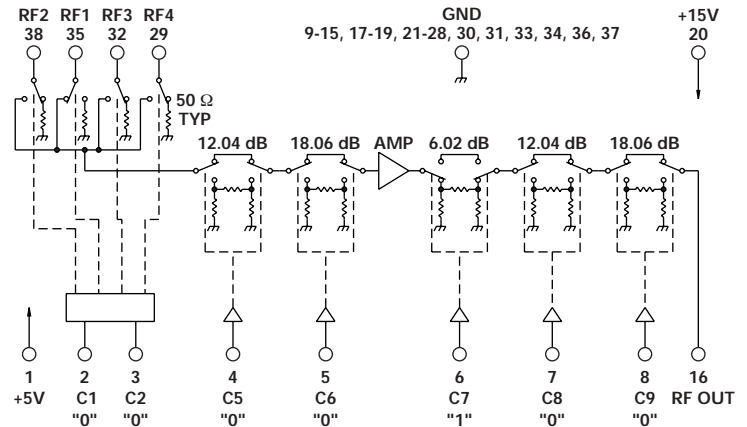 RF2 RF1 RF3 RF4
38 35 32 29
GND
9-15, 17-19, 21-28, 30, 31, 33, 34, 36, 37
+15V
20
50 Ω
TYP
12.04 dB 18.06 dB AMP 6.02 dB 12.04 dB 18.06 dB
1 2 3 4 5 6 7 8 16
+5V C1 C2 C5 C6 C7 C8 C9 RF OUT
"0" "0" "0" "0" "1" "0" "0"